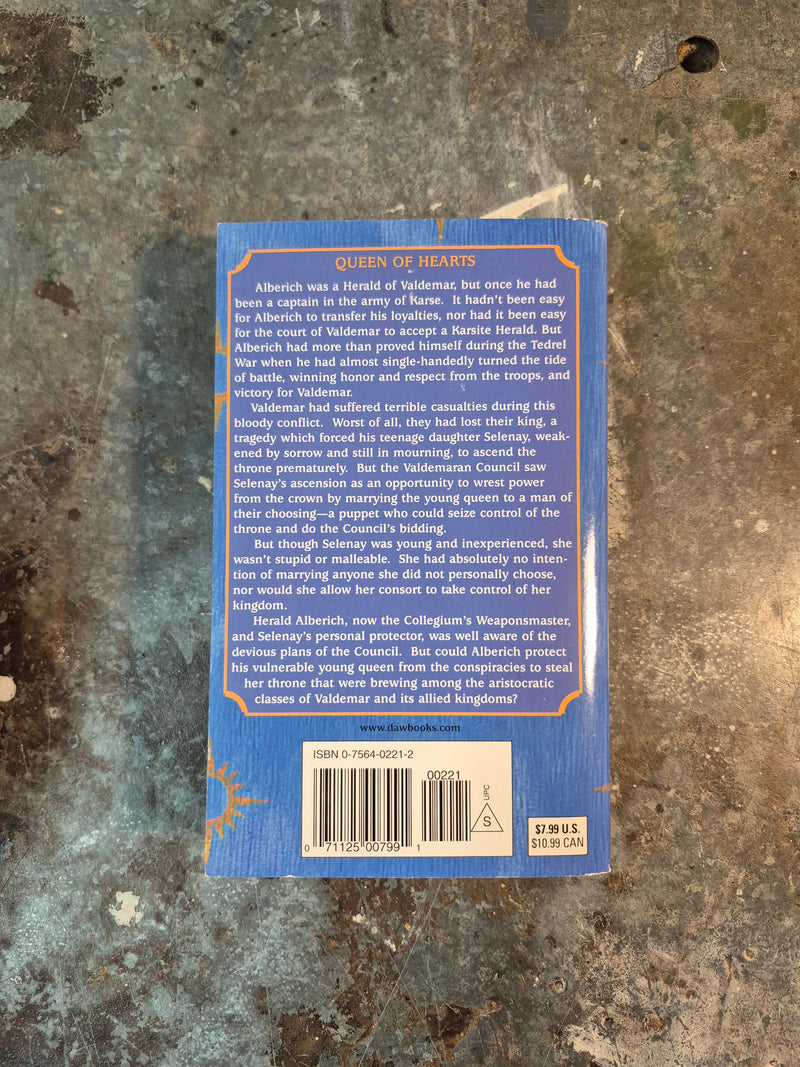 QUEEN OF HEARTS
Alberich was a Herald of Valdemar, but once he had
been a captain in the army of Karse. It hadn't been easy
for Alberich to transfer his loyalties, nor had it been easy
for the court of Valdemar to accept a Karsite Herald. But
Alberich had more than proved himself during the Tedrel
War when he had almost single-handedly turned the tide
of battle, winning honor and respect from the troops, and
victory for Valdemar.
Valdemar had suffered terrible casualties during this
bloody conflict. Worst of all, they had lost their king, a
tragedy which forced his teenage daughter Selenay, weak-
ened by sorrow and still in mourning, to ascend the
throne prematurely. But the Valdemaran Council saw
Selenay's ascension as an opportunity to wrest power
from the crown by marrying the young queen to a man of
their choosing—a puppet who could seize control of the
throne and do the Council's bidding.
But though Selenay was young and inexperienced, she
wasn't stupid or malleable. She had absolutely no inten-
tion of marrying anyone she did not personally choose,
nor would she allow her consort to take control of her
kingdom.
Herald Alberich, now the Collegium's Weaponsmaster,
and Selenay's personal protector, was well aware of the
devious plans of the Council. But could Alberich protect
his vulnerable young queen from the conspiracies to steal
her throne that were brewing among the aristocratic
classes of Valdemar and its allied kingdoms?
www.dawbooks.com
ISBN 0-7564-0221-2
00221
UPC
S
0 71125 00799 1
$7.99 U.S.
$10.99 CAN